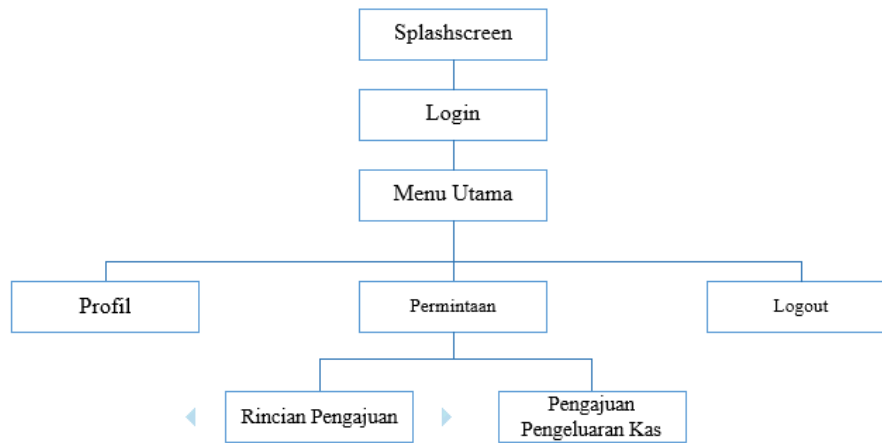 Splashscreen
Login
Menu Utama
Profil
Permintaan
Logout
Rincian Pengajuan
Pengajuan
Pengeluaran Kas